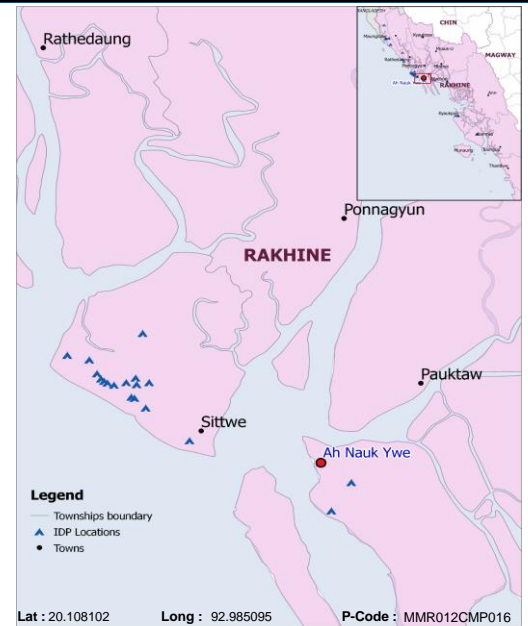 Rathedaung
CHIN
MAGWAY
RAKHINE
Ponnagyun
RAKHINE
Pauktaw
Sittwe
Ah Nauk Ywe
Legend
Townships boundary
IDP Locations
Towns
Lat : 20.108102 Long : 92.985095 P-Code : MMR012CMP016